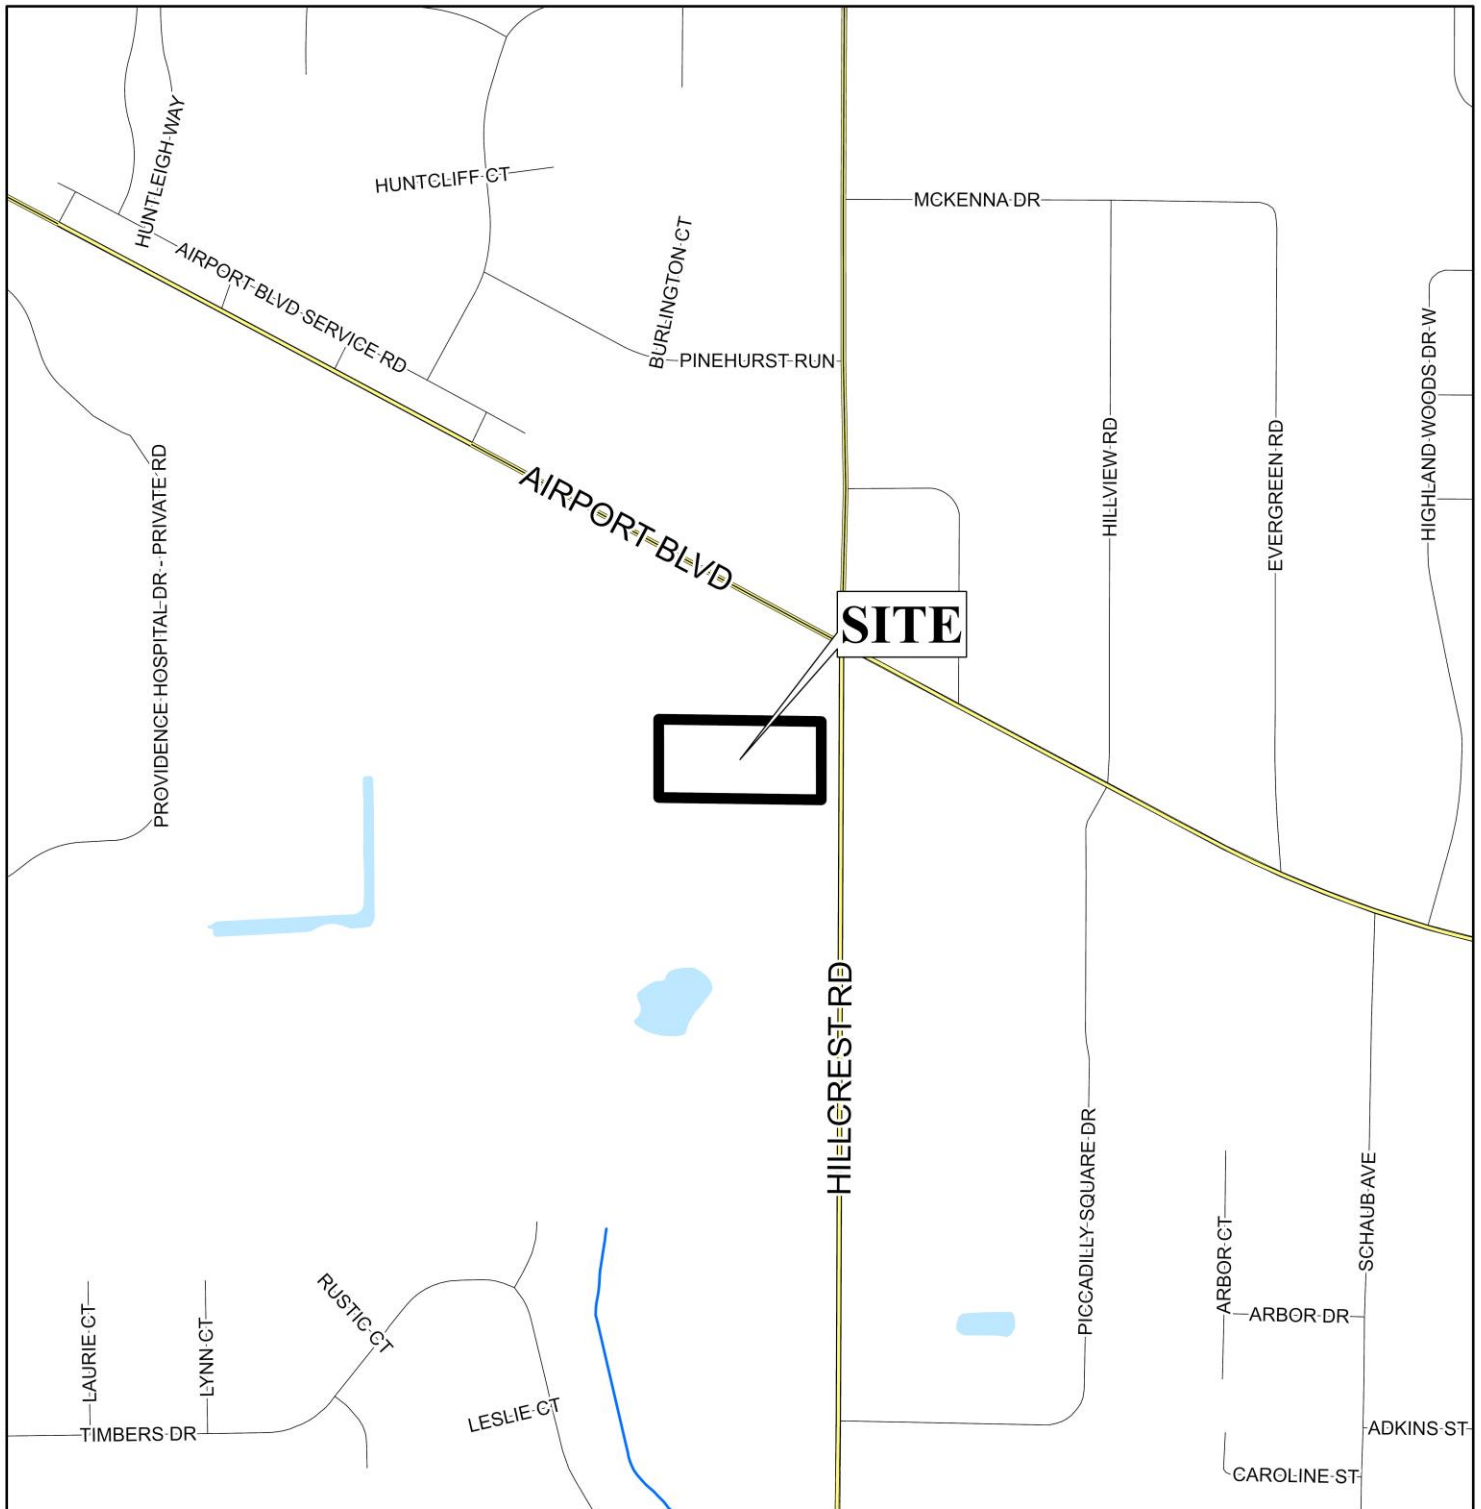 HUNTLEIGH WAY
HUNTCLIFF CT
MCKENNA DR
AIRPORT BLVD SERVICE RD
BURLINGTON CT
PINEHURST RUN
HIGHLAND WOODS DR W
PROVIDENCE HOSPITAL DR - PRIVATE RD
AIRPORT BLVD
HILLVIEW RD
EVERGREEN RD
SITE
HILLCREST RD
PICCADILLY SQUARE DR
SCHAUB AVE
ARBOR CT
ARBOR DR
LAURIE CT
LYNN CT
RUSTIC CT
LESLIE CT
TIMBERS DR
ADKINS ST
CAROLINE ST